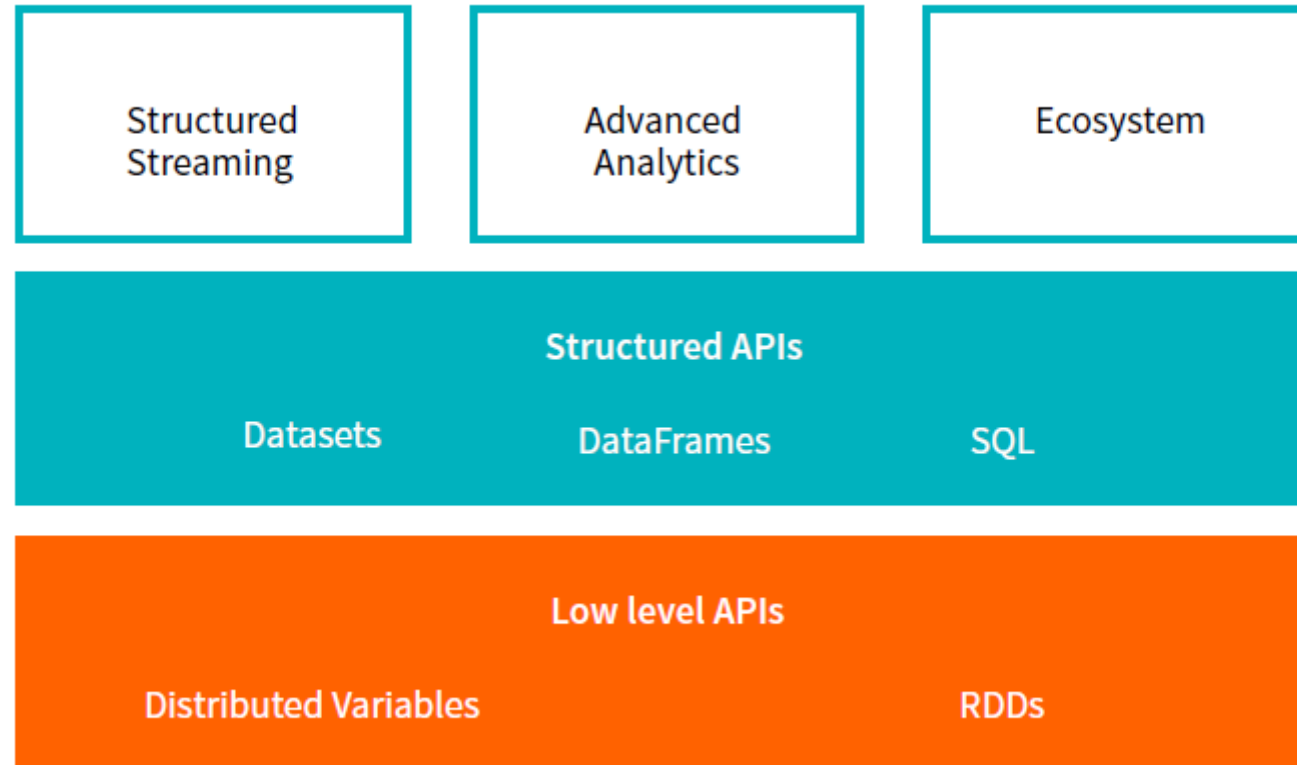 Structured
Streaming
Advanced
Analytics
Ecosystem
Structured APIs
Datasets
DataFrames
SQL
Low level APIs
Distributed Variables
RDDs